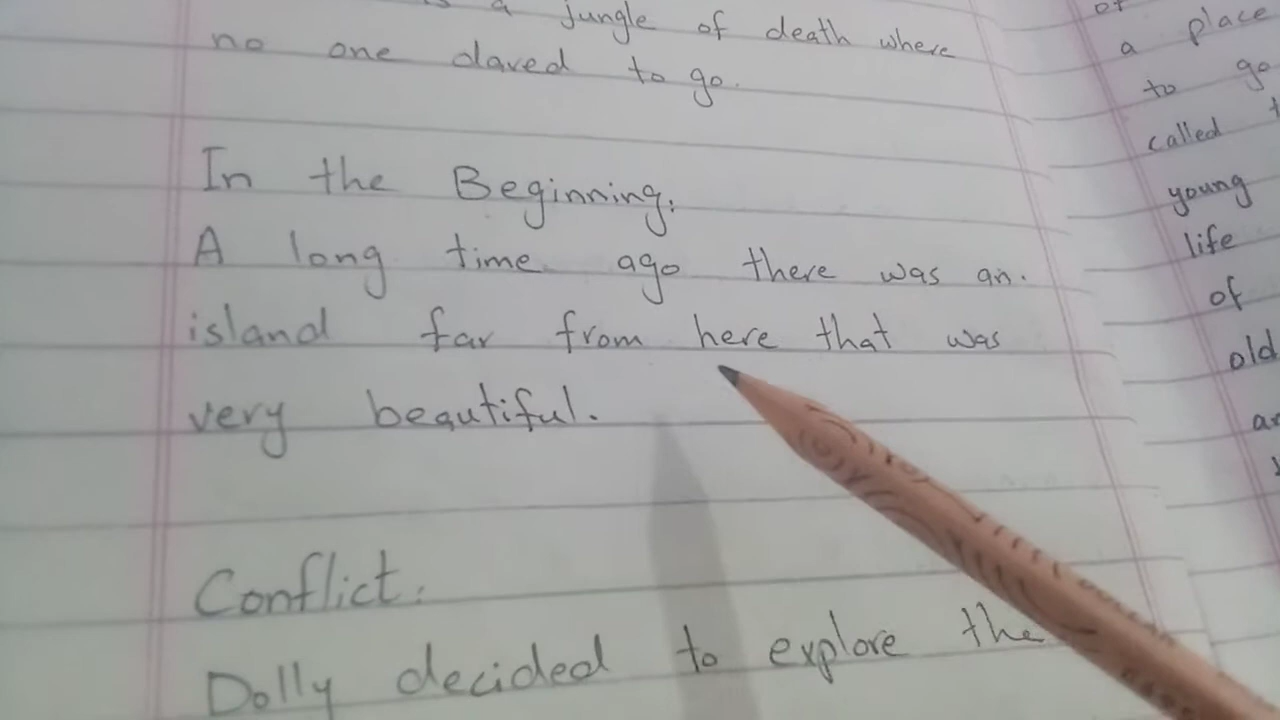 a jungle of death where
no one dared to go.
In the Beginning:
A long time ago there was an.
island far from here that was
very beautiful.
Conflict:
Dolly decided to explore the
of
a place
to go
called
young
life
of
old